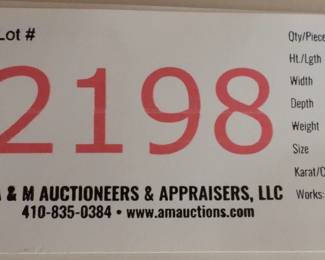 Lot #
2198
A & M AUCTIONEERS & APPRAISERS, LLC
410-835-0384 • www.amauctions.com
Qty/Piece
Ht./Lgth
Width
Depth
Weight
Size
Karat/C
Works: